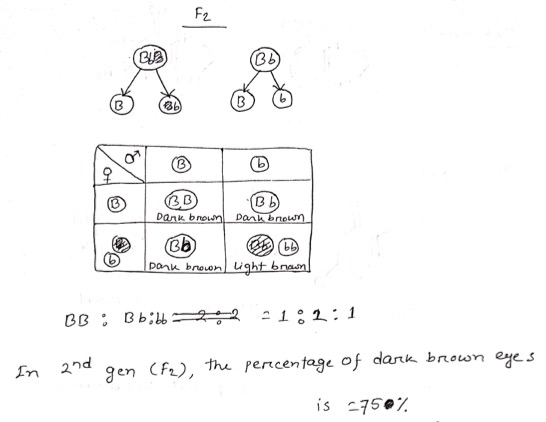 F2
Bb Bb
B b B b
♀ ♂ B b
B BB Bb
Dark brown Dark brown
b Bb bb
Dark brown Light brown
BB : Bb:bb = 1 : 2 : 1
In 2nd gen (F2), the percentage of dark brown eyes
is =75%